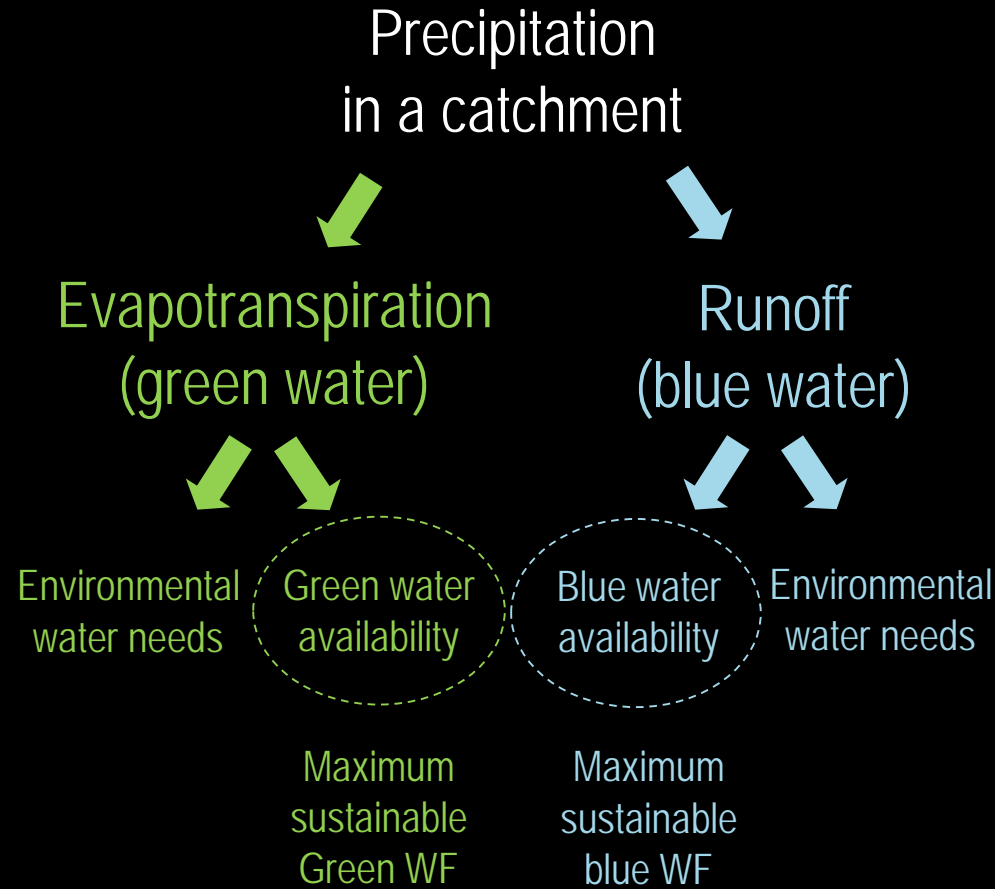 Precipitation
in a catchment
Evapotranspiration
(green water)
Runoff
(blue water)
Environmental
water needs
Green water
availability
Blue water
availability
Environmental
water needs
Maximum
sustainable
Green WF
Maximum
sustainable
blue WF